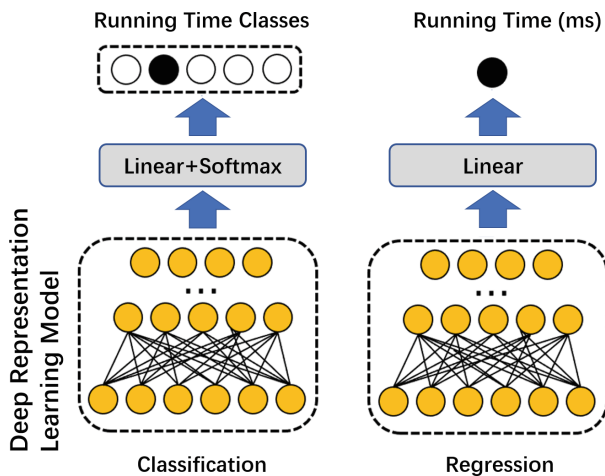 Running Time Classes
Running Time (ms)
Linear+Softmax
Linear
Deep Representation
Learning Model
...
...
Classification
Regression